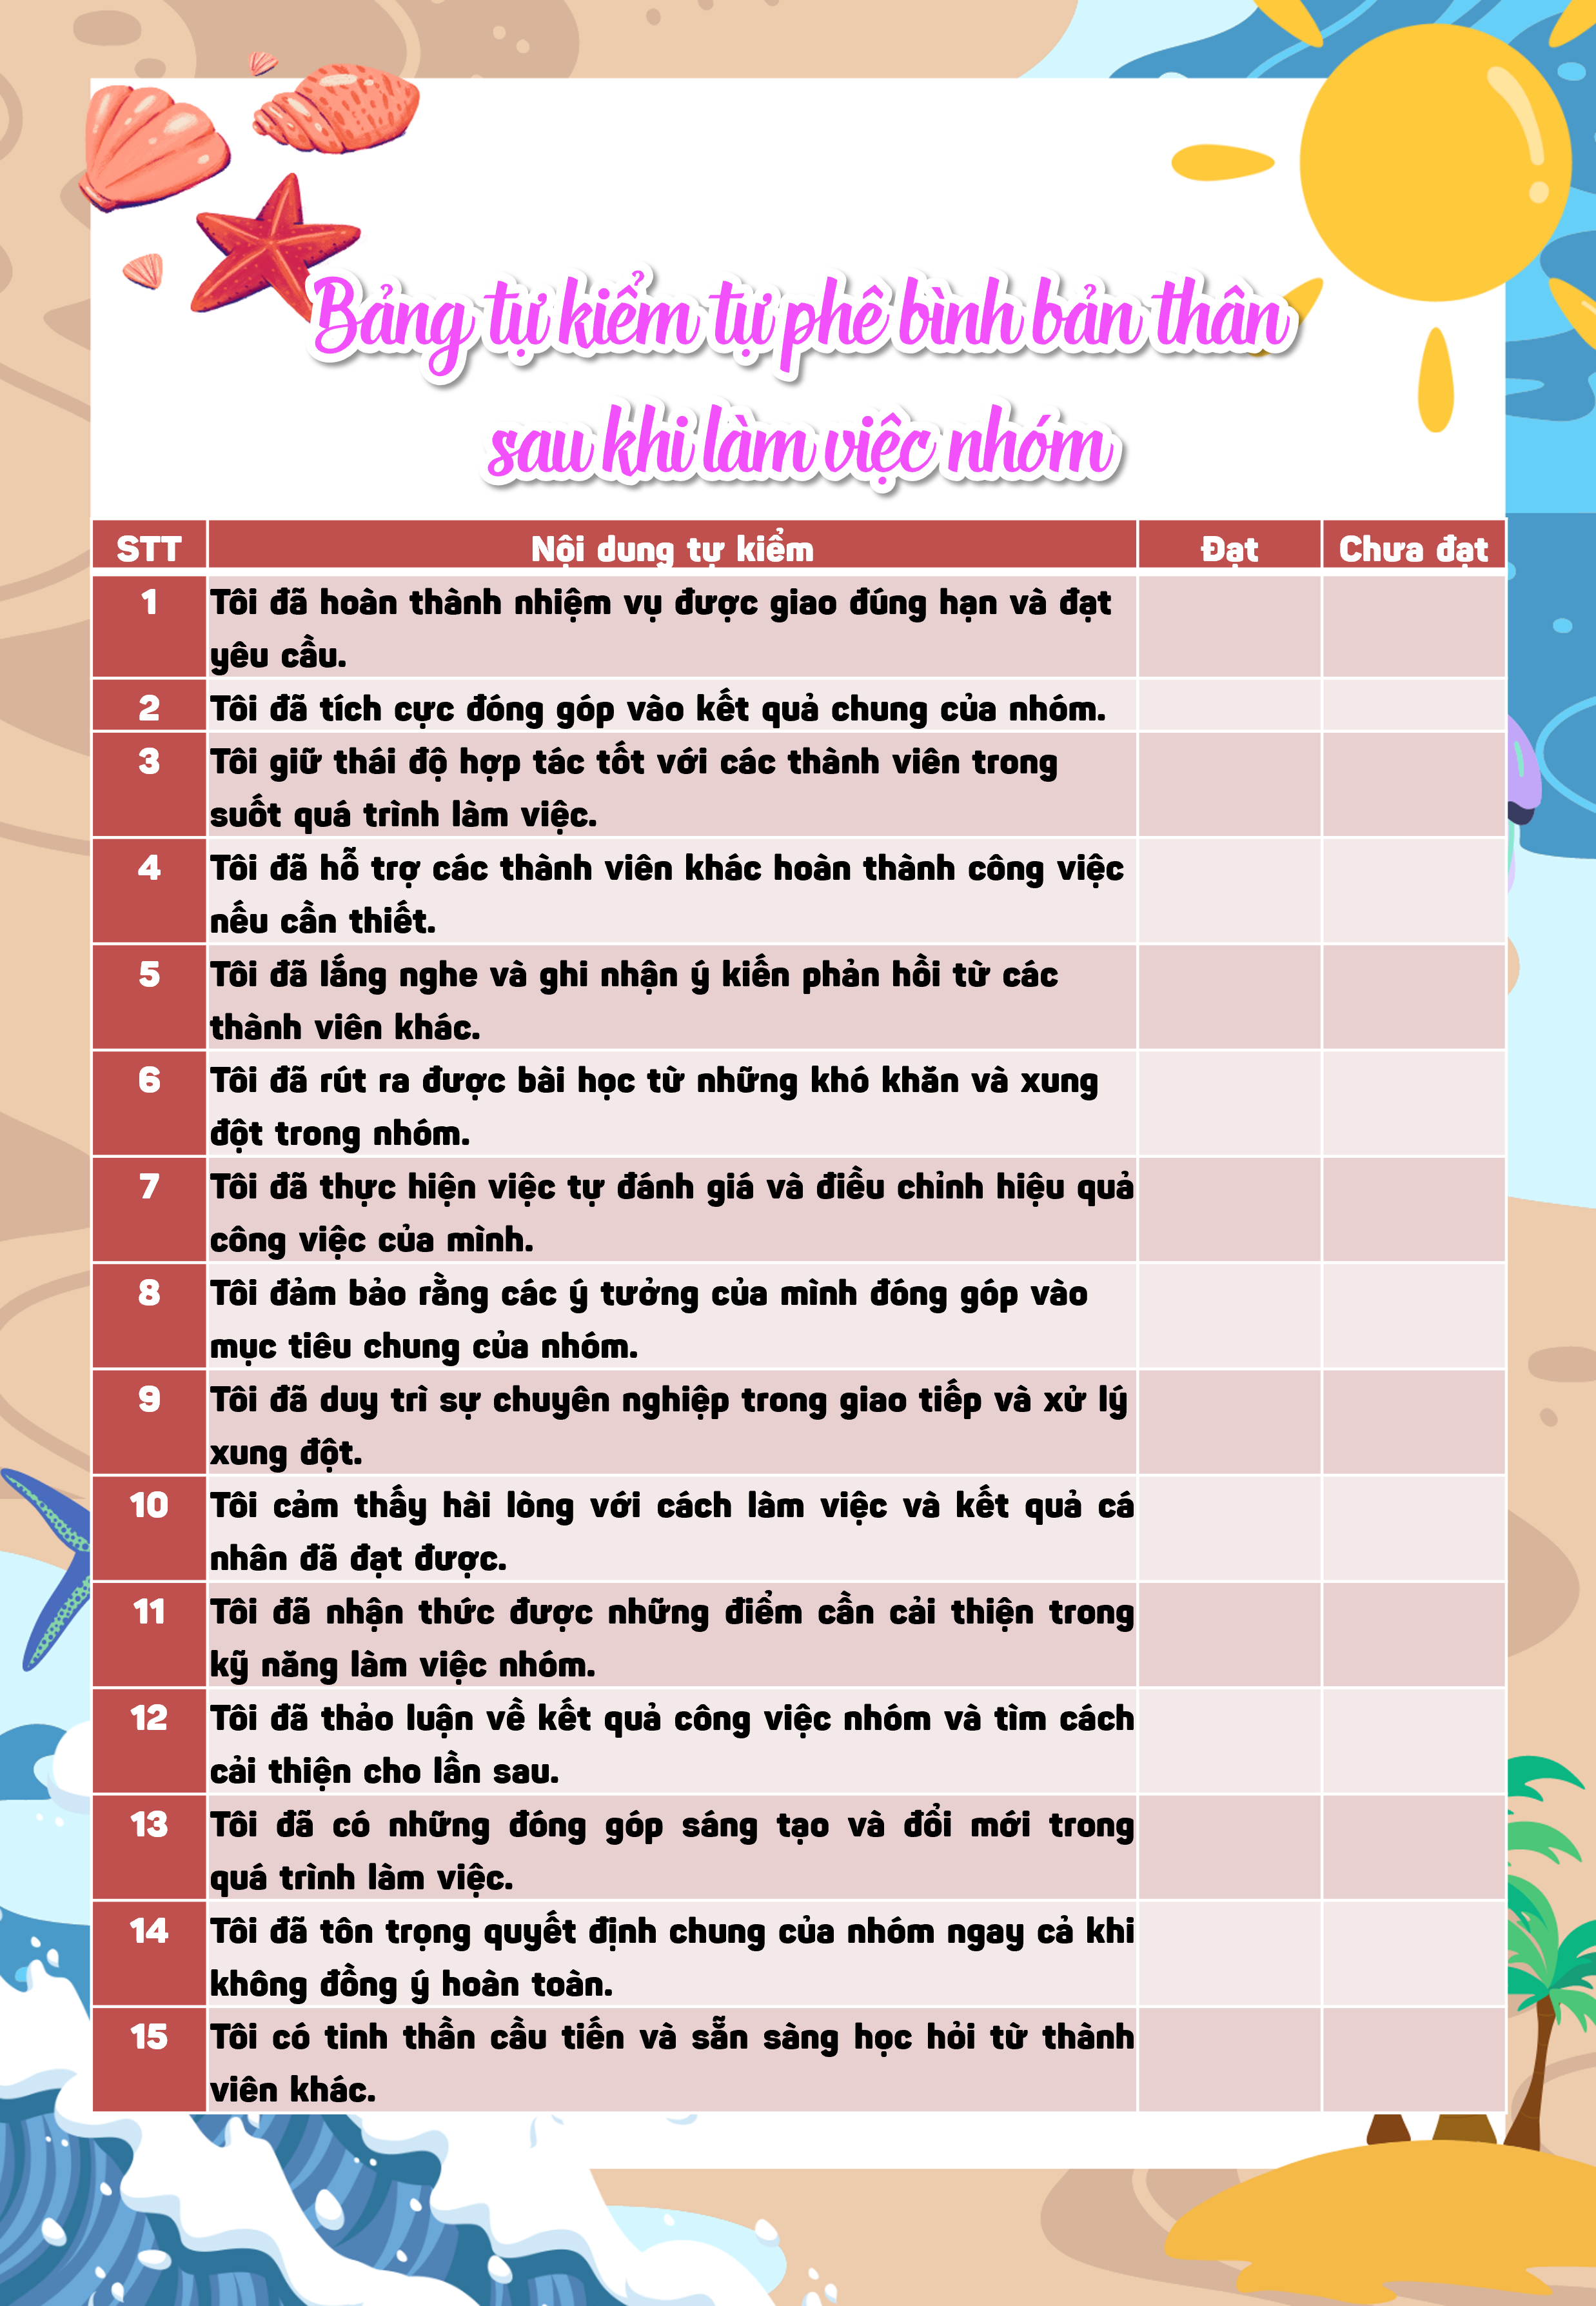 Bảng tự kiểm tự phê bình bản thân
sau khi làm việc nhóm
STT Nội dung tự kiểm Đạt Chưa đạt
1 Tôi đã hoàn thành nhiệm vụ được giao đúng hạn và đạt
yêu cầu.
2 Tôi đã tích cực đóng góp vào kết quả chung của nhóm.
3 Tôi giữ thái độ hợp tác tốt với các thành viên trong
suốt quá trình làm việc.
4 Tôi đã hỗ trợ các thành viên khác hoàn thành công việc
nếu cần thiết.
5 Tôi đã lắng nghe và ghi nhận ý kiến phản hồi từ các
thành viên khác.
6 Tôi đã rút ra được bài học từ những khó khăn và xung
đột trong nhóm.
7 Tôi đã thực hiện việc tự đánh giá và điều chỉnh hiệu quả
công việc của mình.
8 Tôi đảm bảo rằng các ý tưởng của mình đóng góp vào
mục tiêu chung của nhóm.
9 Tôi đã duy trì sự chuyên nghiệp trong giao tiếp và xử lý
xung đột.
10 Tôi cảm thấy hài lòng với cách làm việc và kết quả cá
nhân đã đạt được.
11 Tôi đã nhận thức được những điểm cần cải thiện trong
kỹ năng làm việc nhóm.
12 Tôi đã thảo luận về kết quả công việc nhóm và tìm cách
cải thiện cho lần sau.
13 Tôi đã có những đóng góp sáng tạo và đổi mới trong
quá trình làm việc.
14 Tôi đã tôn trọng quyết định chung của nhóm ngay cả khi
không đồng ý hoàn toàn.
15 Tôi có tinh thần cầu tiến và sẵn sàng học hỏi từ thành
viên khác.